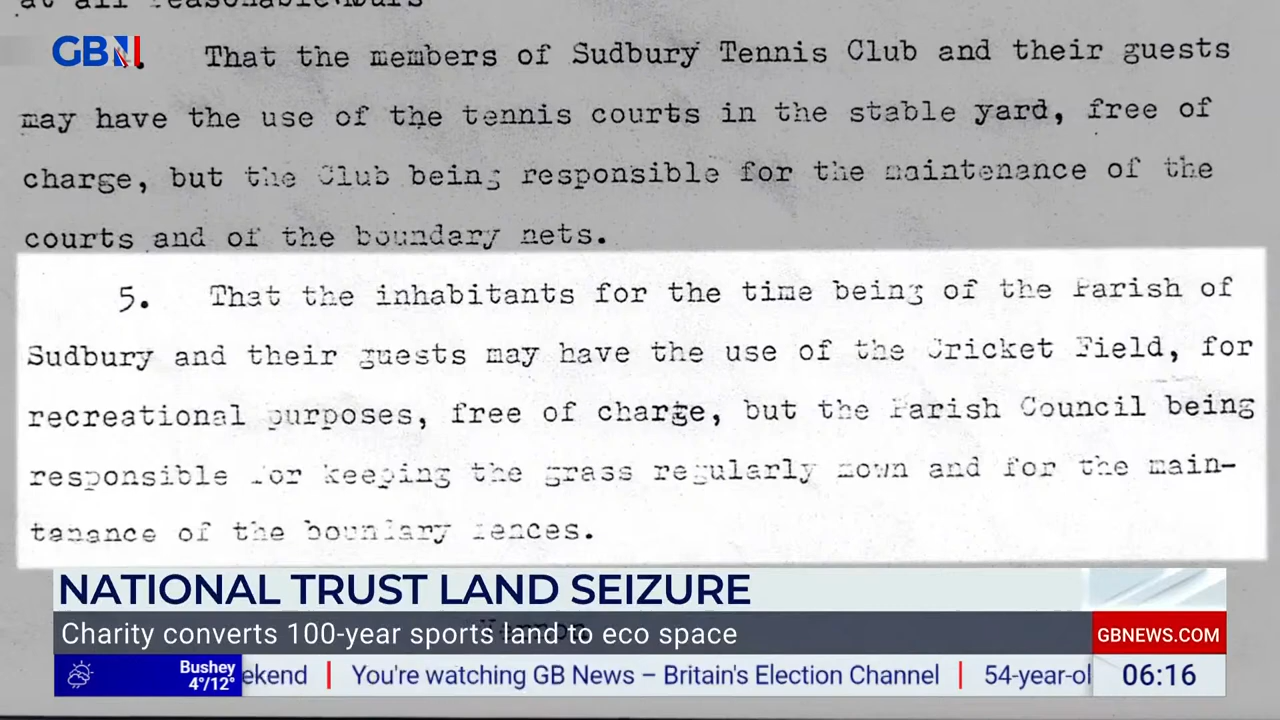 at all reasonable hours
GBN
That the members of Sudbury Tennis Club and their guests
may have the use of the tennis courts in the stable yard, free of
charge, but the Club being responsible for the maintenance of the
courts and of the boundary nets.
5. That the inhabitants for the time being of the Parish of
Sudbury and their guests may have the use of the Cricket Field, for
recreational purposes, free of charge, but the Parish Council being
responsible for keeping the grass regularly mown and for the main-
tenance of the boundary fences.
NATIONAL TRUST LAND SEIZURE
Charity converts 100-year sports land to eco space
GBNEWS.COM
Bushey
4°/12°
ekend | You're watching GB News – Britain's Election Channel | 54-year-ol
06:16